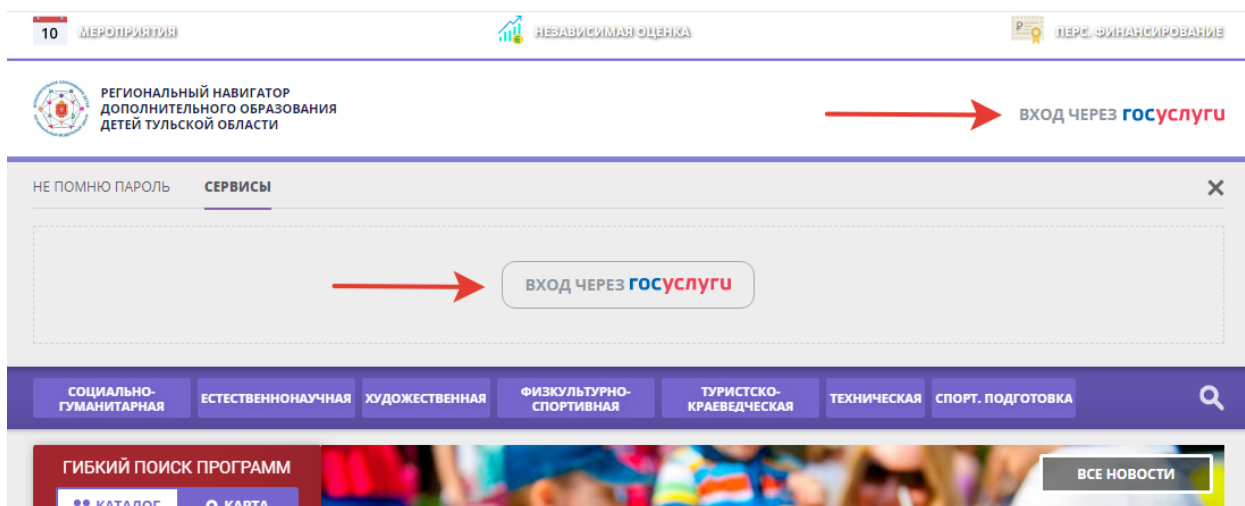 10 МЕРОПРИЯТИЯ
НЕЗАВИСИМАЯ ОЦЕНКА
ПЕРС. ФИНАНСИРОВАНИЕ
РЕГИОНАЛЬНЫЙ НАВИГАТОР
ДОПОЛНИТЕЛЬНОГО ОБРАЗОВАНИЯ
ДЕТЕЙ ТУЛЬСКОЙ ОБЛАСТИ
ВХОД ЧЕРЕЗ госуслуги
НЕ ПОМНЮ ПАРОЛЬ
СЕРВИСЫ
ВХОД ЧЕРЕЗ госуслуги
СОЦИАЛЬНО-
ГУМАНИТАРНАЯ
ЕСТЕСТВЕННОНАУЧНАЯ
ХУДОЖЕСТВЕННАЯ
ФИЗКУЛЬТУРНО-
СПОРТИВНАЯ
ТУРИСТСКО-
КРАЕВЕДЧЕСКАЯ
ТЕХНИЧЕСКАЯ
СПОРТ. ПОДГОТОВКА
ГИБКИЙ ПОИСК ПРОГРАММ
КАТАЛОГ
КАРТА
ВСЕ НОВОСТИ